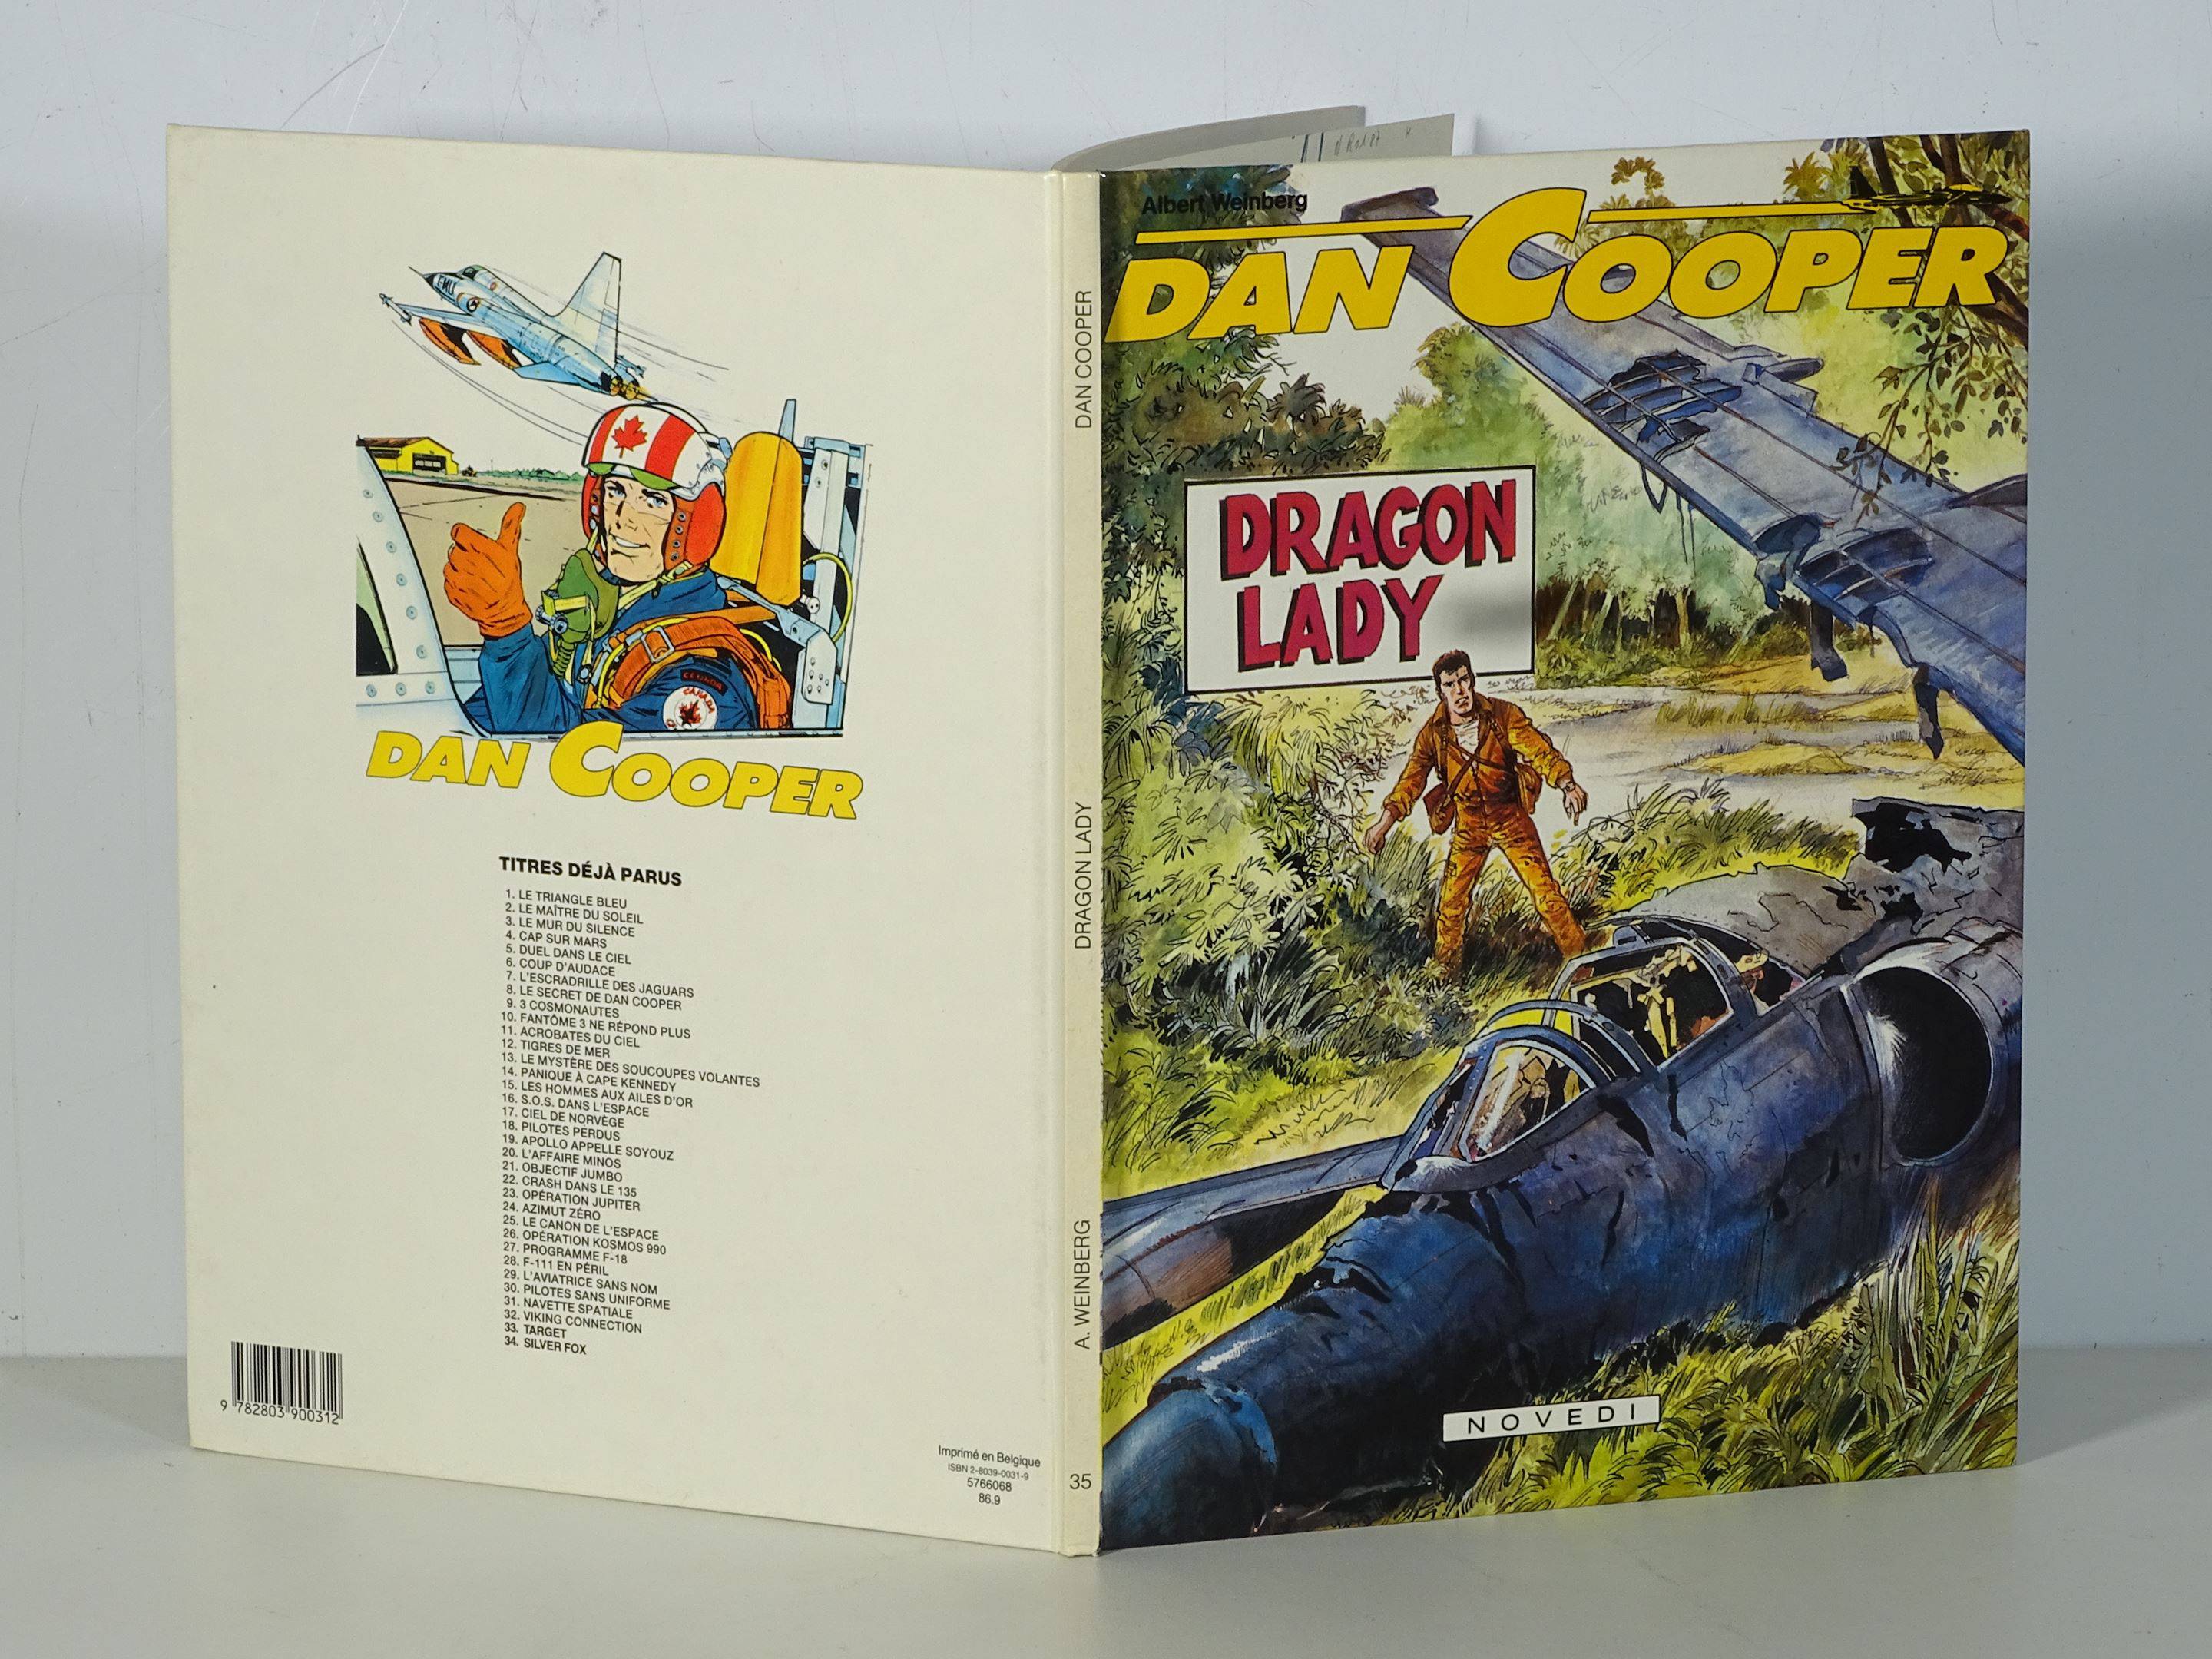 DAN COOPER
TITRES DÉJÀ PARUS
1. LE TRIANGLE BLEU
2. LE MAÎTRE DU SOLEIL
3. LE MUR DU SILENCE
4. CAP SUR MARS
5. DUEL DANS LE CIEL
6. COUP D'AUDACE
7. L'ESCRADRILLE DES JAGUARS
8. LE SECRET DE DAN COOPER
9. 3 COSMONAUTES
10. FANTÔME 3 NE RÉPOND PLUS
11. ACROBATES DU CIEL
12. TIGRES DE MER
13. LE MYSTÈRE DES SOUCOUPES VOLANTES
14. PANIQUE À CAPE KENNEDY
15. LES HOMMES AUX AILES D'OR
16. S.O.S. DANS L'ESPACE
17. CIEL DE NORVÈGE
18. PILOTES PERDUS
19. APOLLO APPELLE SOYOUZ
20. L'AFFAIRE MINOS
21. OBJECTIF JUMBO
22. CRASH DANS LE 135
23. OPÉRATION JUPITER
24. AZIMUT ZÉRO
25. LE CANON DE L'ESPACE
26. OPÉRATION KOSMOS 990
27. PROGRAMME F-18
28. F-111 EN PÉRIL
29. L'AVIATRICE SANS NOM
30. PILOTES SANS UNIFORME
31. NAVETTE SPATIALE
32. VIKING CONNECTION
33. TARGET
34. SILVER FOX
9 782803 900312
Imprimé en Belgique
ISBN 2-8039-0031-9
5766068
86.9
CANADA
DAN COOPER
DRAGON LADY
A. WEINBERG
35
Albert Weinberg
DAN COOPER
DRAGON
LADY
NOVEDI